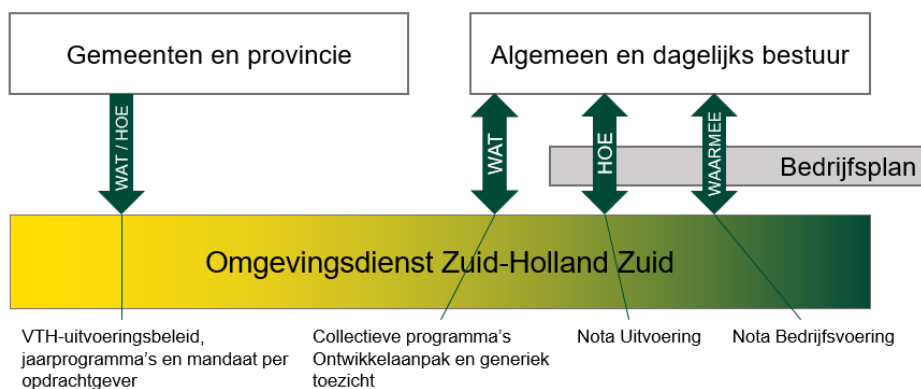 Gemeenten en provincie
Algemeen en dagelijks bestuur
WAT / HOE
WAT
HOE
WAARMEE
Bedrijfsplan
Omgevingsdienst Zuid-Holland Zuid
VTH-uitvoeringsbeleid,
jaarprogramma's en mandaat per
opdrachtgever
Collectieve programma's
Ontwikkelaanpak en generiek
toezicht
Nota Uitvoering
Nota Bedrijfsvoering